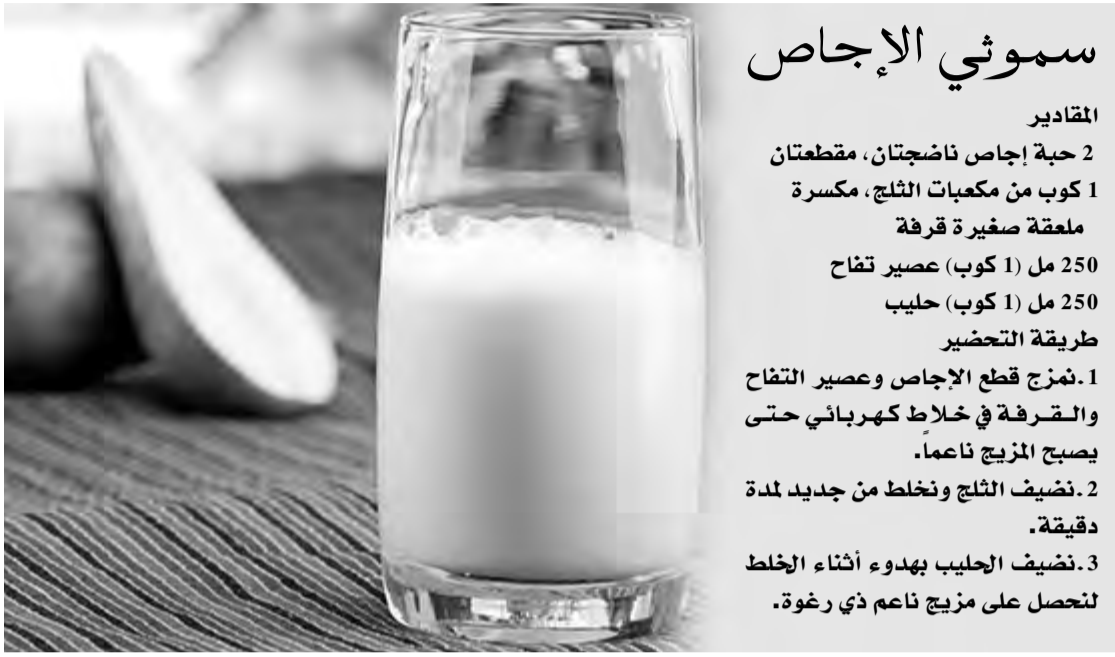 سموثي الإجاص
المقادير
2 حبة إجاص ناضجتان، مقطعتان
1 كوب من مكعبات الثلج، مكسرة
ملعقة صغيرة قرفة
250 مل (1 كوب) عصير تفاح
250 مل (1 كوب) حليب
طريقة التحضير
1.نمزج قطع الإجاص وعصير التفاح
والقرفة في خلاط كهربائي حتى
يصبح المزيج ناعماً.
2.نضيف الثلج ونخلط من جديد لمدة
دقيقة.
3.نضيف الحليب بهدوء أثناء الخلط
لنحصل على مزيج ناعم ذي رغوة.